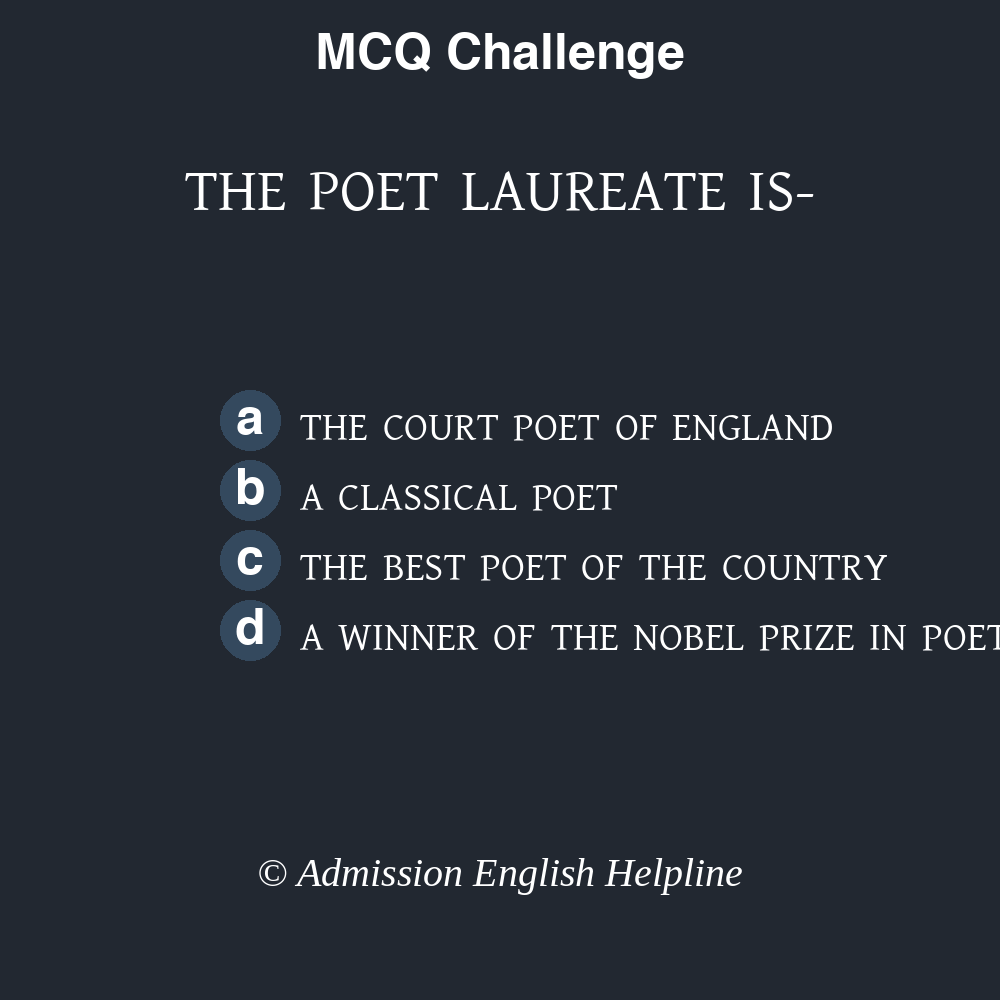 MCQ Challenge
THE POET LAUREATE IS-
a THE COURT POET OF ENGLAND
b A CLASSICAL POET
c THE BEST POET OF THE COUNTRY
d A WINNER OF THE NOBEL PRIZE IN
© Admission English Helpline